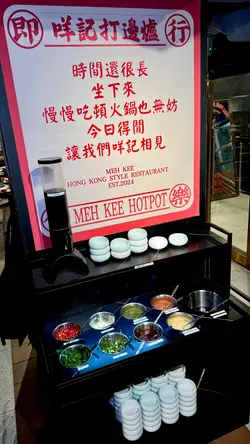 即 咩記打邊爐 行
時間還很長
坐下來
慢慢吃頓火鍋也無妨
今日得閒
讓我們咩記相見
MEH KEE
HONG KONG STYLE RESTAURANT
EST.2024
MEH KEE HOTPOT 樂